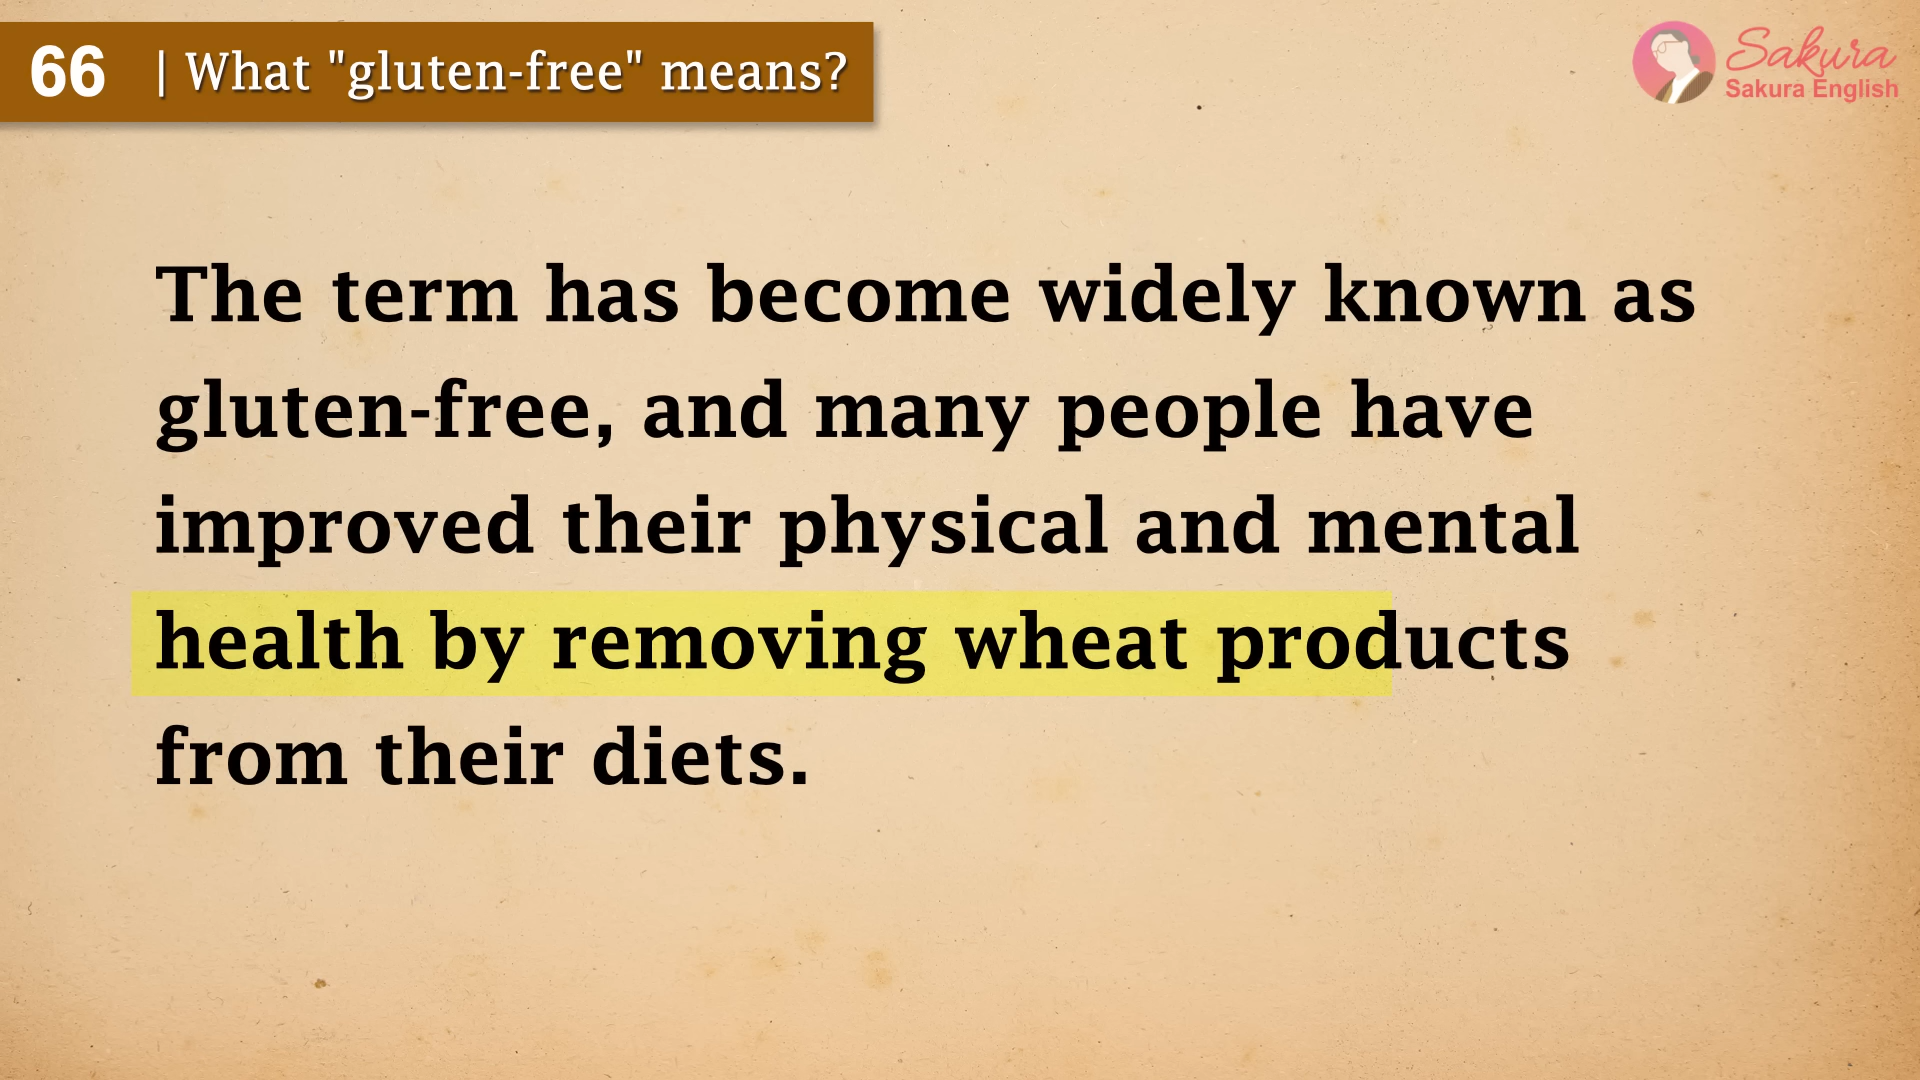 66 | What "gluten-free" means?
Sakura
Sakura English
The term has become widely known as
gluten-free, and many people have
improved their physical and mental
health by removing wheat products
from their diets.